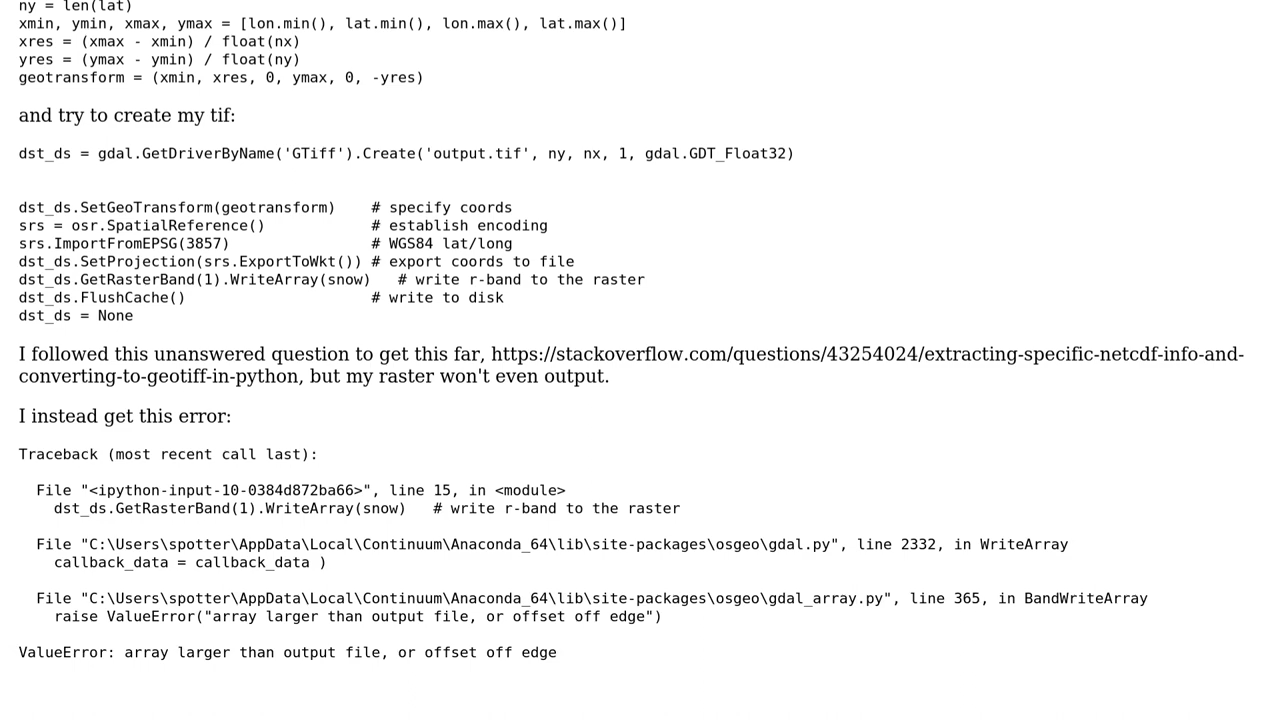 ny = len(lat)
xmin, ymin, xmax, ymax = [lon.min(), lat.min(), lon.max(), lat.max()]
xres = (xmax - xmin) / float(nx)
yres = (ymax - ymin) / float(ny)
geotransform = (xmin, xres, 0, ymax, 0, -yres)
and try to create my tif:
dst_ds = gdal.GetDriverByName('GTiff').Create('output.tif', ny, nx, 1, gdal.GDT_Float32)
dst_ds.SetGeoTransform(geotransform)    # specify coords
srs = osr.SpatialReference()            # establish encoding
srs.ImportFromEPSG(3857)                # WGS84 lat/long
dst_ds.SetProjection(srs.ExportToWkt()) # export coords to file
dst_ds.GetRasterBand(1).WriteArray(snow)   # write r-band to the raster
dst_ds.FlushCache()                     # write to disk
dst_ds = None
I followed this unanswered question to get this far, https://stackoverflow.com/questions/43254024/extracting-specific-netcdf-info-and-
converting-to-geotiff-in-python, but my raster won't even output.
I instead get this error:
Traceback (most recent call last):
  File "<ipython-input-10-0384d872ba66>", line 15, in <module>
    dst_ds.GetRasterBand(1).WriteArray(snow)   # write r-band to the raster
  File "C:\Users\spotter\AppData\Local\Continuum\Anaconda_64\lib\site-packages\osgeo\gdal.py", line 2332, in WriteArray
    callback_data = callback_data )
  File "C:\Users\spotter\AppData\Local\Continuum\Anaconda_64\lib\site-packages\osgeo\gdal_array.py", line 365, in BandWriteArray
    raise ValueError("array larger than output file, or offset off edge")
ValueError: array larger than output file, or offset off edge